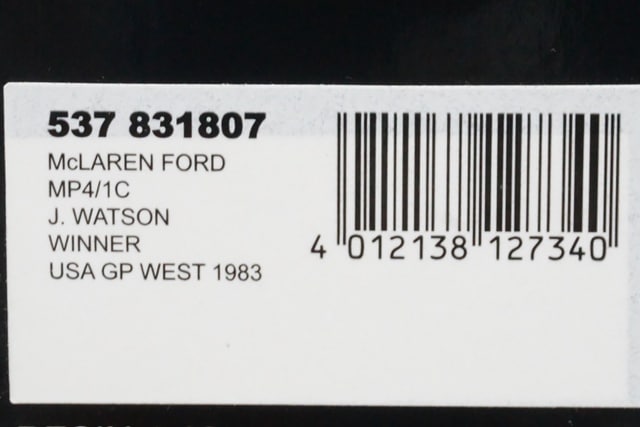 537 831807
McLAREN FORD
MP4/1C
J. WATSON
WINNER
USA GP WEST 1983
4 012138 127340